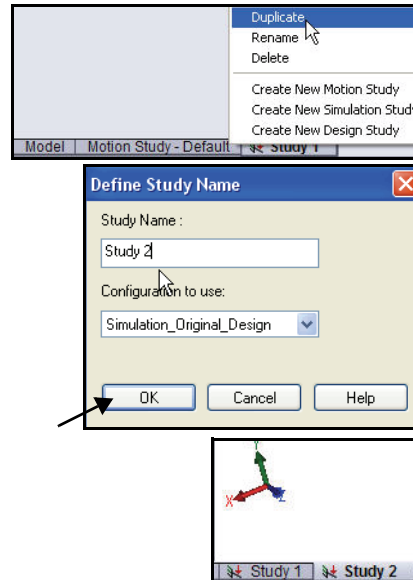 Duplicate
Rename
Delete
Create New Motion Study
Create New Simulation Study
Create New Design Study
Model Motion Study - Default Study 1
Define Study Name
Study Name :
Study 2
Configuration to use:
Simulation_Original_Design
OK Cancel Help
Y
X Z
Study 1 Study 2